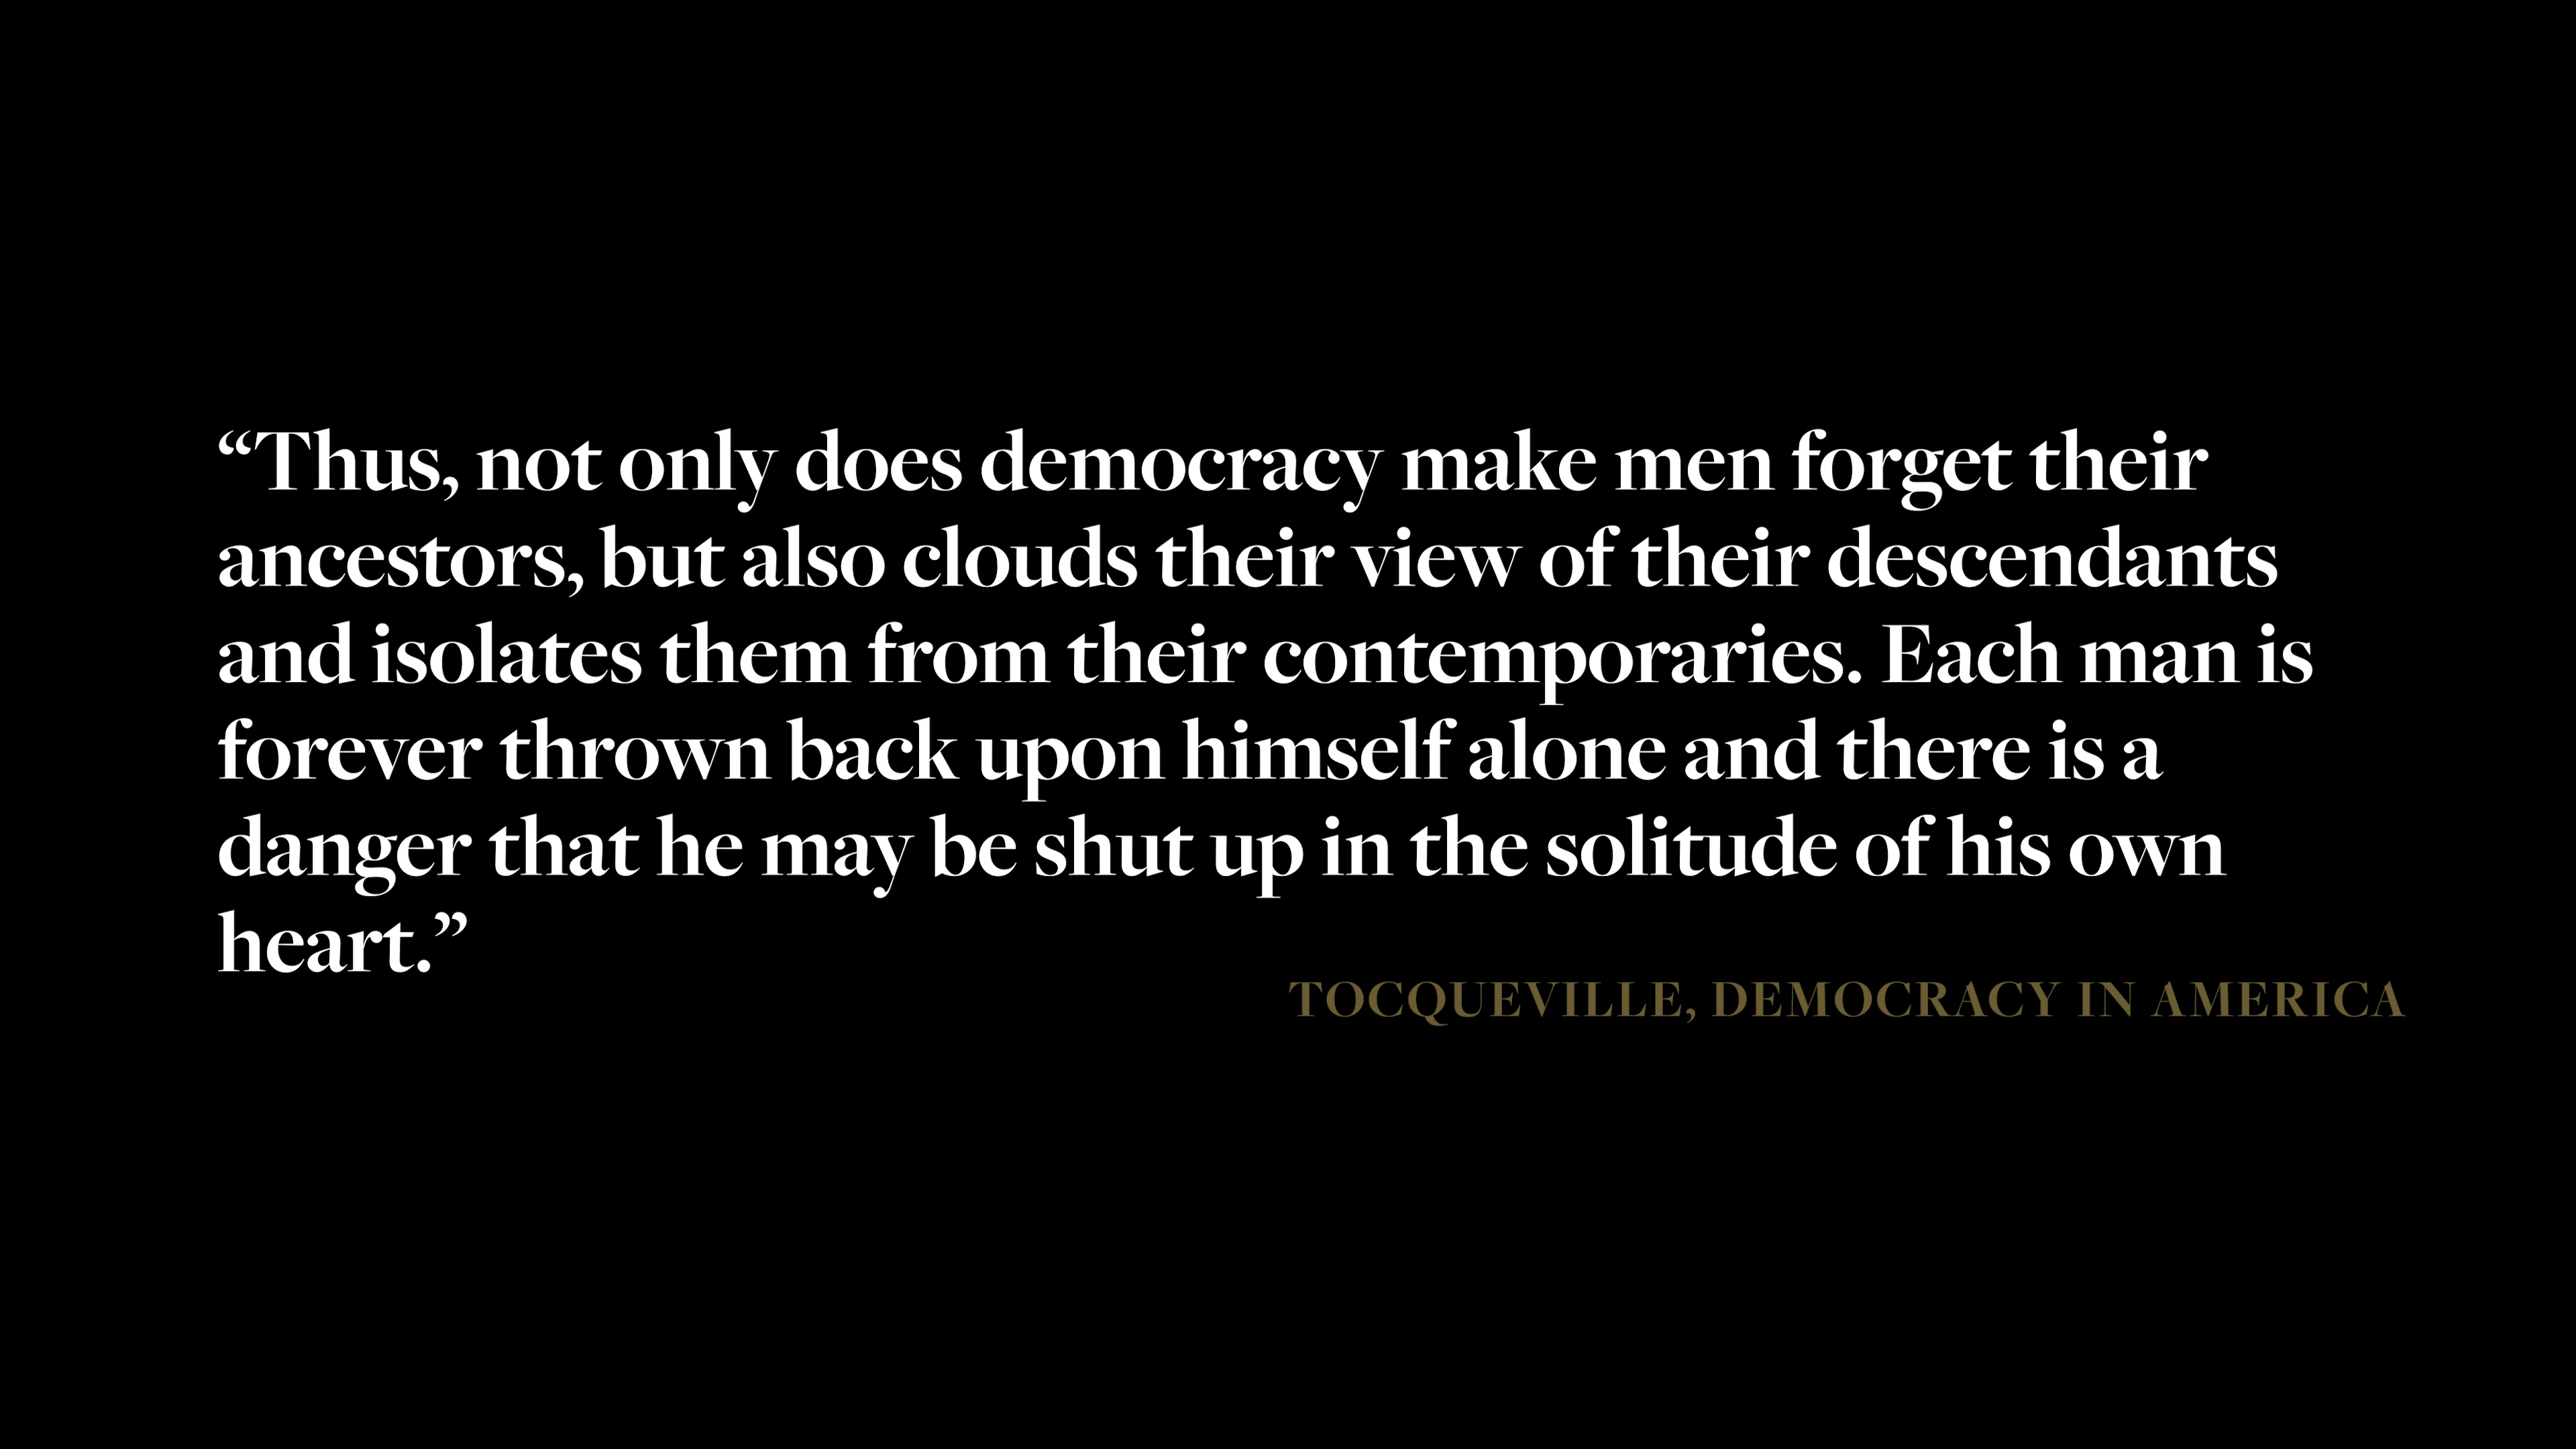 “Thus, not only does democracy make men forget their
ancestors, but also clouds their view of their descendants
and isolates them from their contemporaries. Each man is
forever thrown back upon himself alone and there is a
danger that he may be shut up in the solitude of his own
heart.”
TOCQUEVILLE, DEMOCRACY IN AMERICA